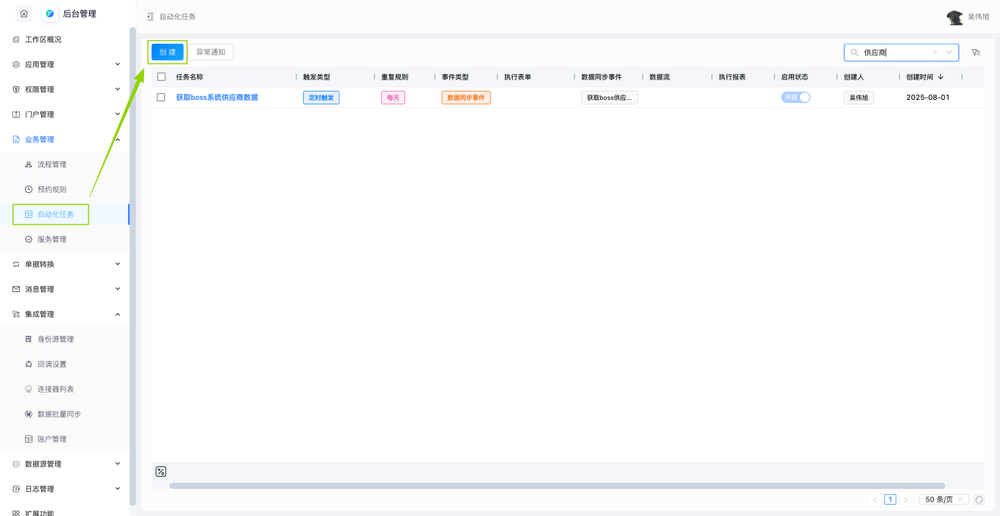 后台管理
自动化任务
吴伟旭
工作区概况
应用管理
权限管理
门户管理
业务管理
流程管理
预约规则
自动化任务
服务管理
单据转换
消息管理
集成管理
身份源管理
回调设置
连接器列表
数据批量同步
账户管理
数据源管理
日志管理
扩展功能
创 建
异常通知
供应商
任务名称 触发类型 重复规则 事件类型 执行表单 数据同步事件 数据流 执行报表 启用状态 创建人 创建时间
获取boss系统供应商数据 定时触发 每天 数据同步事件 获取boss供应... 开启 吴伟旭 2025-08-01
1 50 条/页